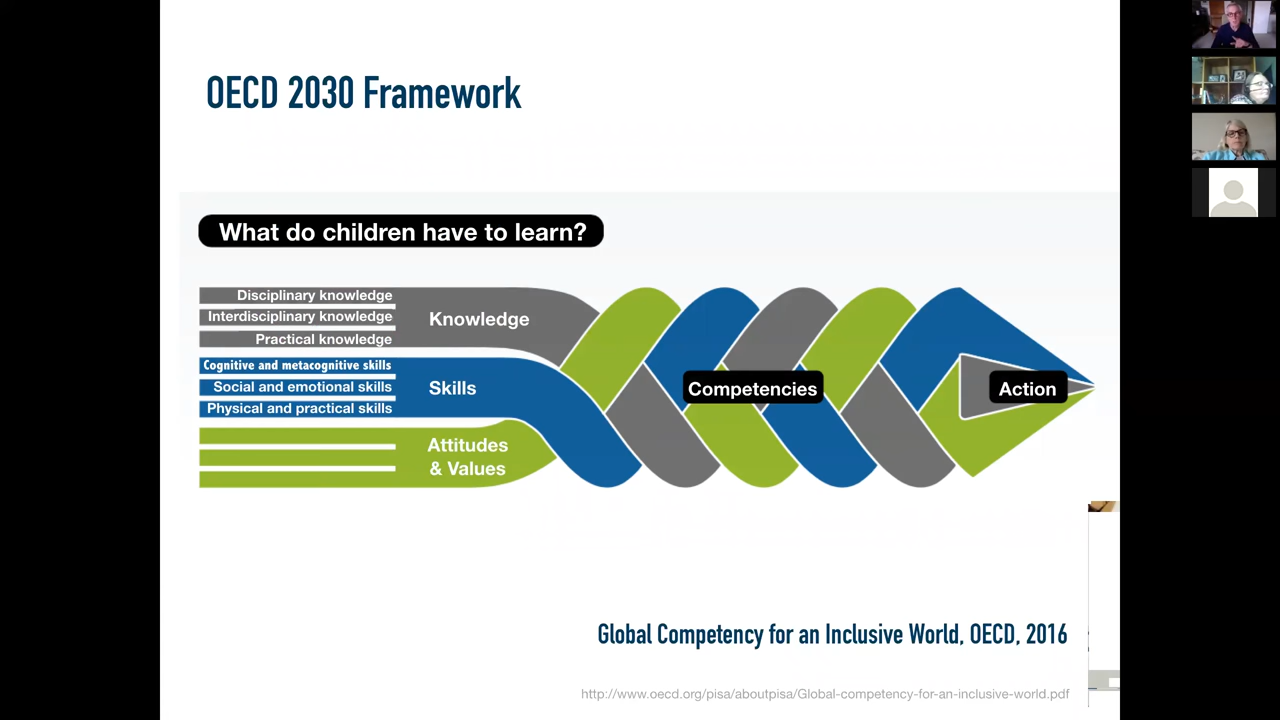 OECD 2030 Framework
What do children have to learn?
Disciplinary knowledge
Interdisciplinary knowledge
Practical knowledge
Knowledge
Cognitive and metacognitive skills
Social and emotional skills
Physical and practical skills
Skills
Attitudes
& Values
Competencies
Action
Global Competency for an Inclusive World, OECD, 2016
http://www.oecd.org/pisa/aboutpisa/Global-competency-for-an-inclusive-world.pdf